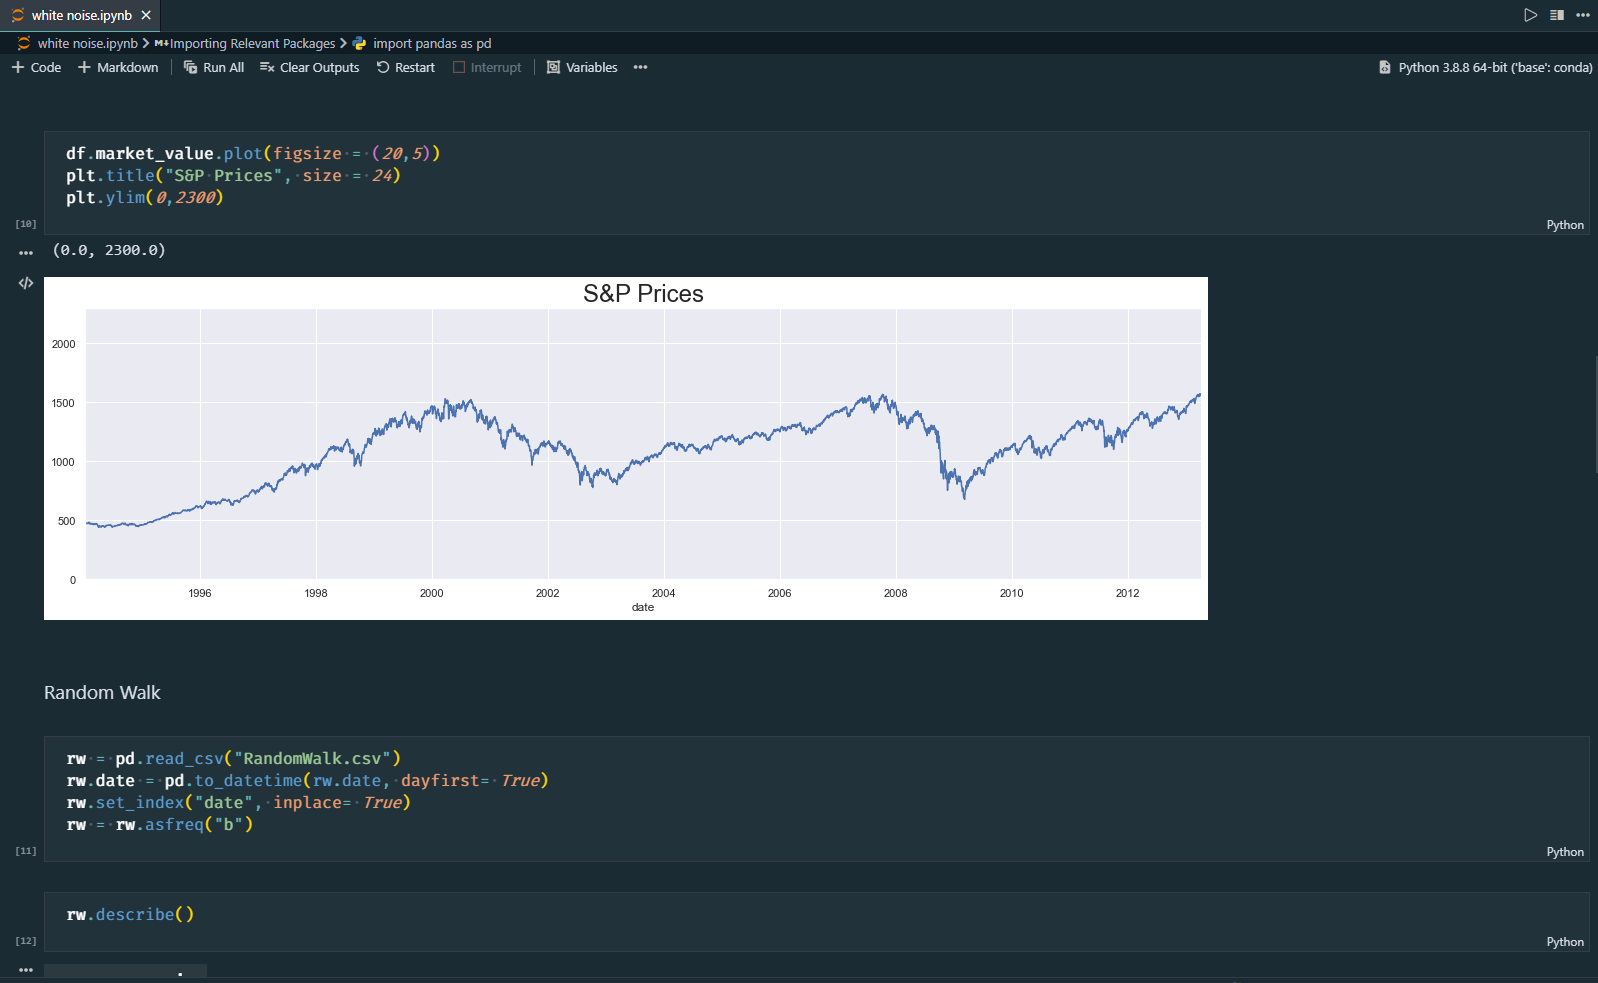 white noise.ipynb
white noise.ipynb > M↓Importing Relevant Packages > import pandas as pd
+ Code + Markdown | Run All Clear Outputs Restart Interrupt | Variables ··· Python 3.8.8 64-bit ('base': conda)
df.market_value.plot(figsize = (20,5))
plt.title("S&P Prices", size = 24)
plt.ylim(0,2300)
[10]
Python
(0.0, 2300.0)
S&P Prices
2000
1500
1000
500
0
1996 1998 2000 2002 2004 2006 2008 2010 2012
date
Random Walk
rw = pd.read_csv("RandomWalk.csv")
rw.date = pd.to_datetime(rw.date, dayfirst= True)
rw.set_index("date", inplace= True)
rw = rw.asfreq("b")
[11]
Python
rw.describe()
[12]
Python